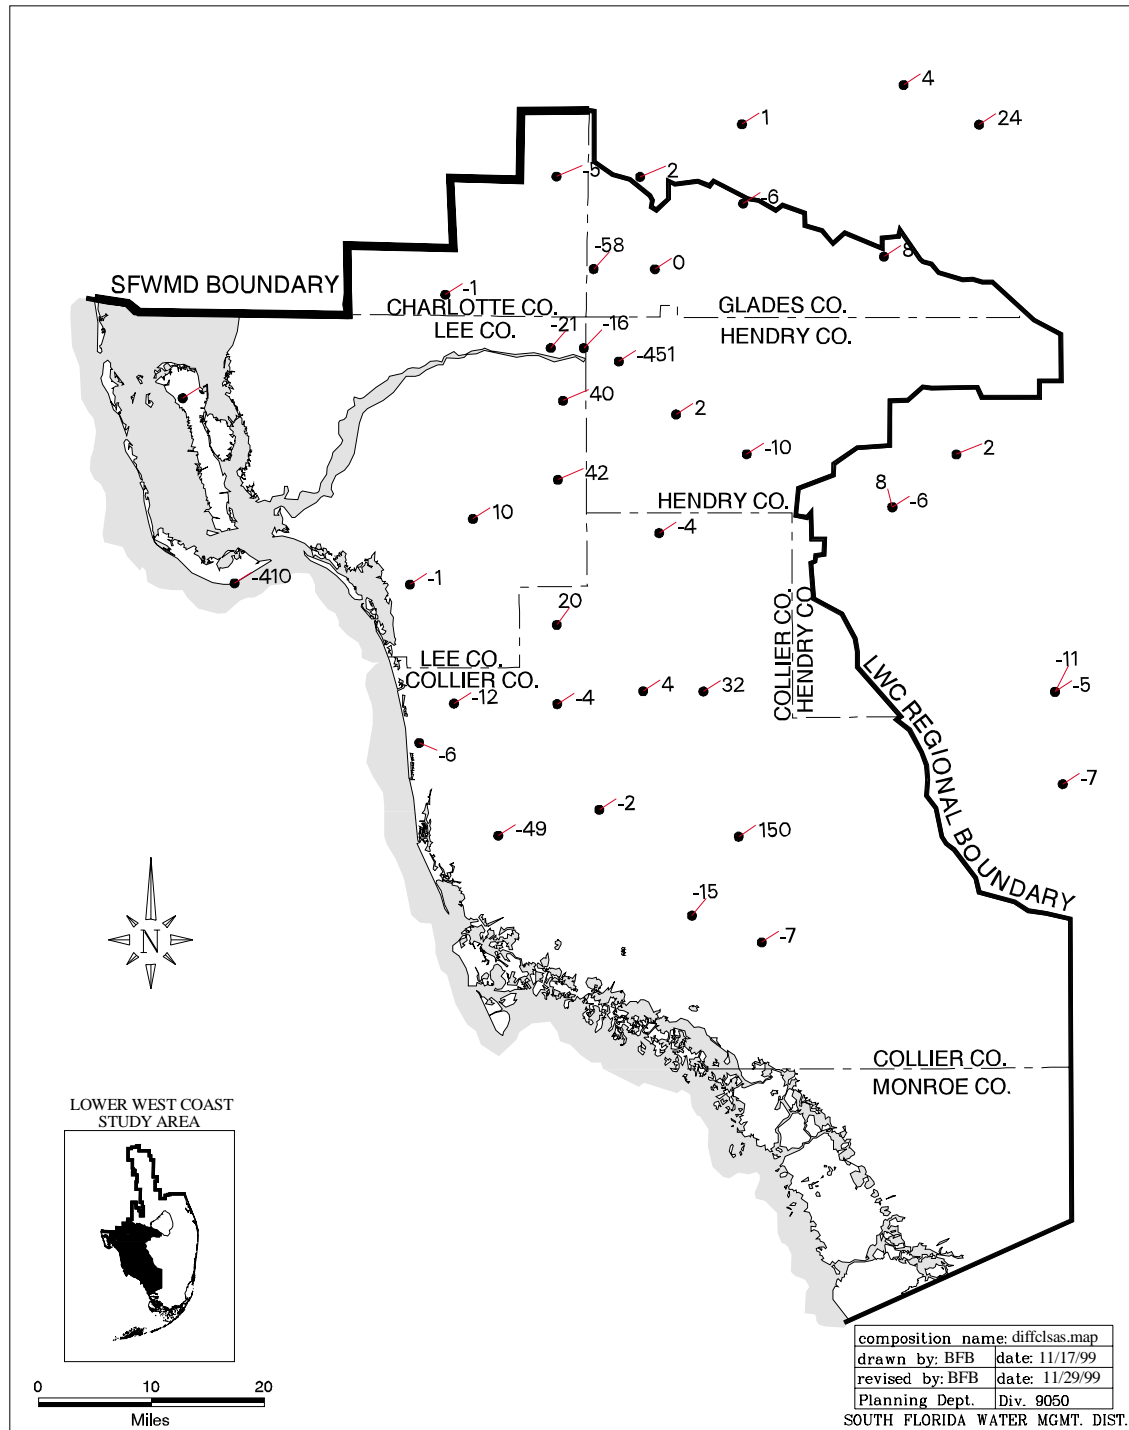 4
1
24
-5
2
-6
-58
0
8
SFWMD BOUNDARY
-1
CHARLOTTE CO.
GLADES CO.
LEE CO.
HENDRY CO.
-21
-16
-451
40
2
-10
2
42
8
-6
10
HENDRY CO.
-4
-410
-1
20
COLLIER CO.
HENDRY CO.
LEE CO.
COLLIER CO.
LWC REGIONAL BOUNDARY
-12
-4
4
32
-11
-5
-6
-7
-2
-49
150
-15
-7
N
COLLIER CO.
MONROE CO.
LOWER WEST COAST
STUDY AREA
0 10 20
Miles
composition name: diffclsas.map
drawn by: BFB date: 11/17/99
revised by: BFB date: 11/29/99
Planning Dept. Div. 9050
SOUTH FLORIDA WATER MGMT. DIST.